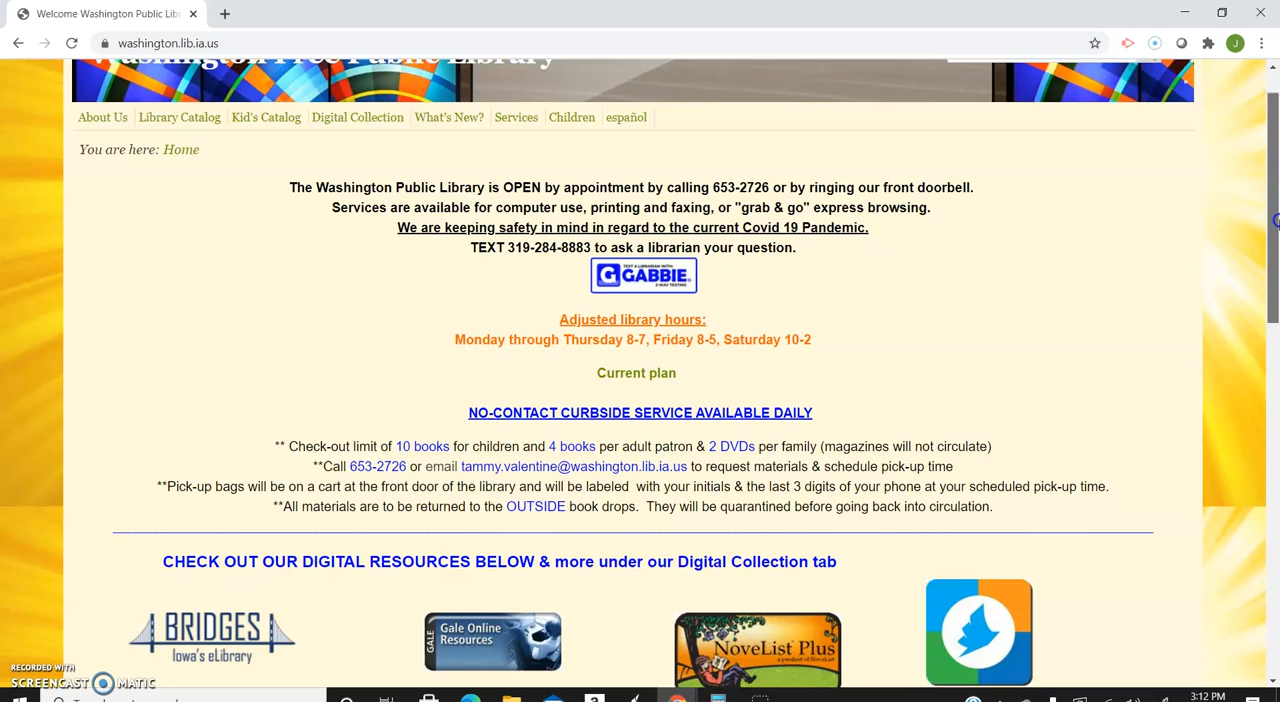 Welcome Washington Public Libr
washington.lib.ia.us
J
Washington Free Public Library
About Us
Library Catalog
Kid's Catalog
Digital Collection
What's New?
Services
Children
español
You are here: Home
The Washington Public Library is OPEN by appointment by calling 653-2726 or by ringing our front doorbell.
Services are available for computer use, printing and faxing, or "grab & go" express browsing.
We are keeping safety in mind in regard to the current Covid 19 Pandemic.
TEXT 319-284-8883 to ask a librarian your question.
TEXT A LIBRARIAN WITH
G GABBIE
2 WAY TEXTING
Adjusted library hours:
Monday through Thursday 8-7, Friday 8-5, Saturday 10-2
Current plan
NO-CONTACT CURBSIDE SERVICE AVAILABLE DAILY
** Check-out limit of 10 books for children and 4 books per adult patron & 2 DVDs per family (magazines will not circulate)
**Call 653-2726 or email tammy.valentine@washington.lib.ia.us to request materials & schedule pick-up time
**Pick-up bags will be on a cart at the front door of the library and will be labeled with your initials & the last 3 digits of your phone at your scheduled pick-up time.
**All materials are to be returned to the OUTSIDE book drops. They will be quarantined before going back into circulation.
CHECK OUT OUR DIGITAL RESOURCES BELOW & more under our Digital Collection tab
BRIDGES
Iowa's eLibrary
GALE
Gale Online
Resources
NoveList Plus
a product of NoveList
RECORDED WITH
SCREENCAST MATIC
3:12 PM